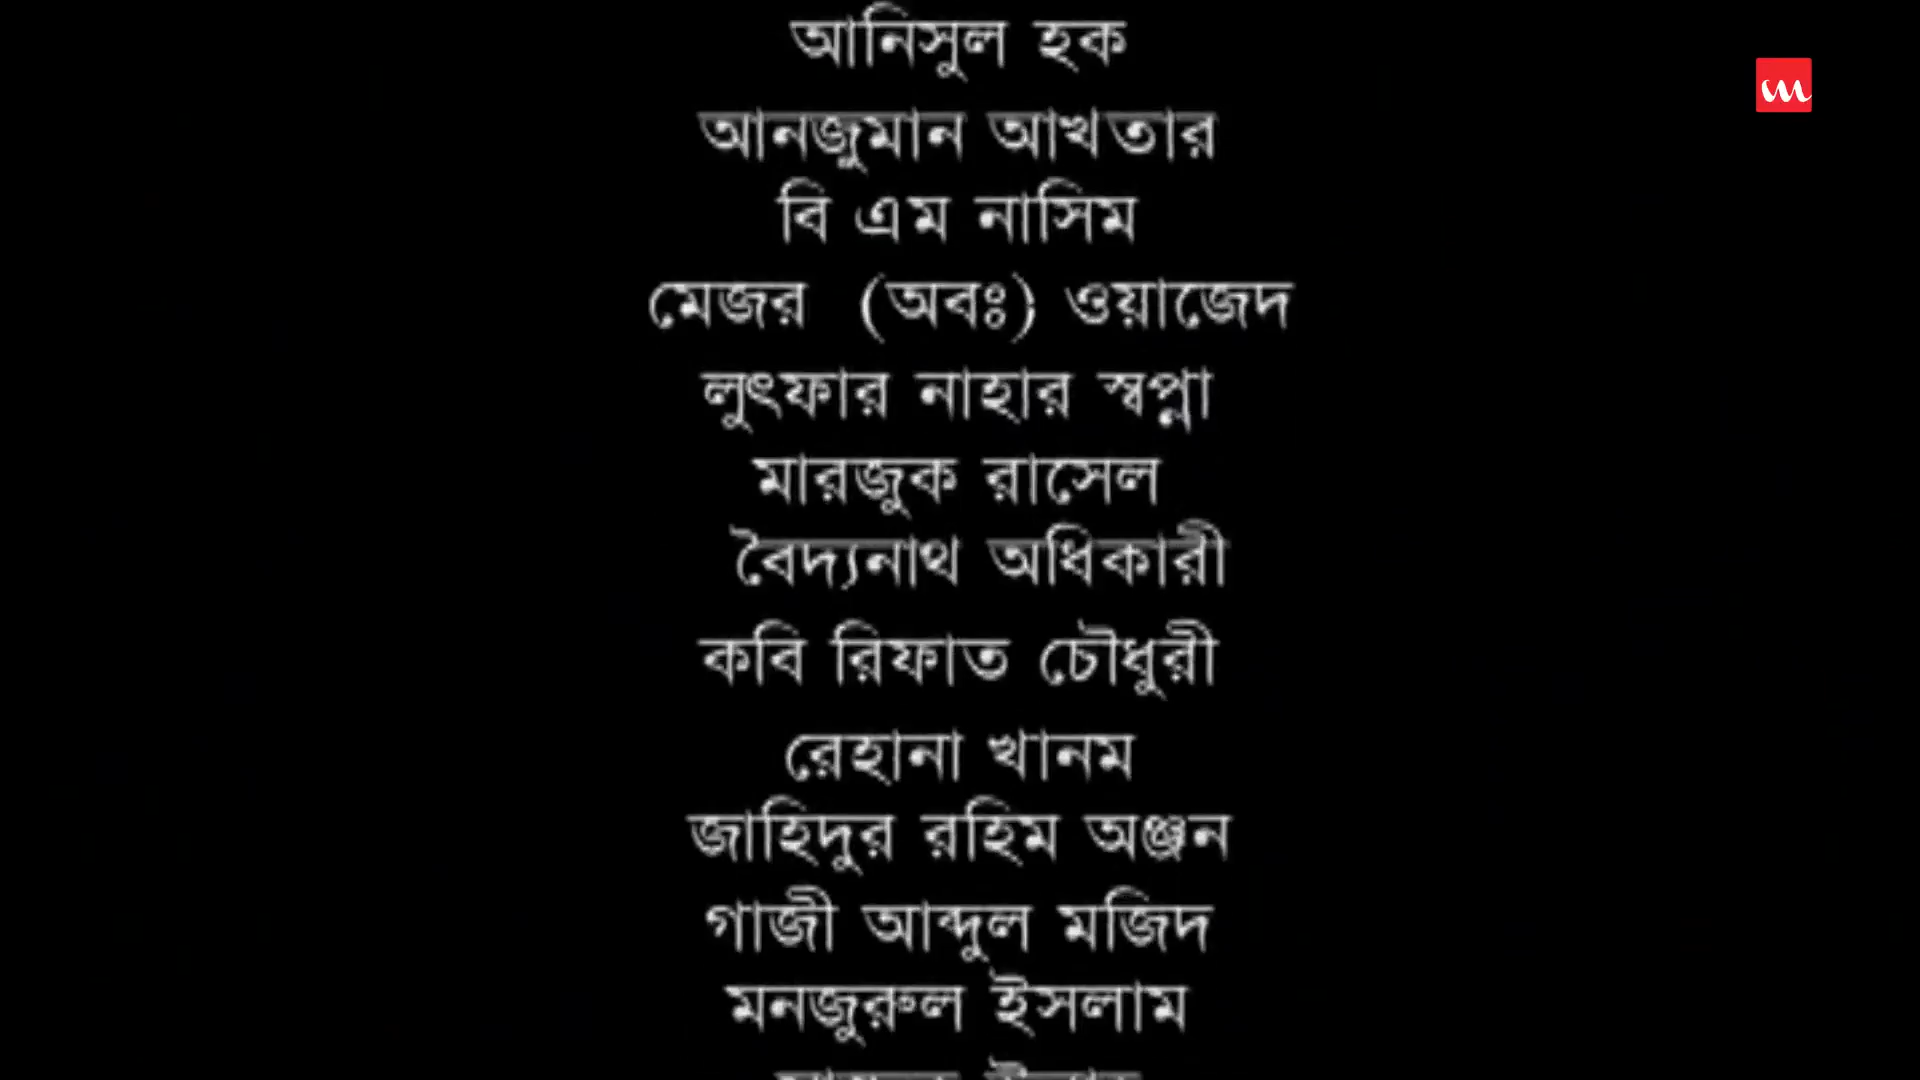 আনিসুল হক
আনজুমান আখতার
বি এম নাসিম
মেজর (অবঃ) ওয়াজেদ
লুৎফার নাহার স্বপ্না
মারজুক রাসেল
বৈদ্যনাথ অধিকারী
কবি রিফাত চৌধুরী
রেহানা খানম
জাহিদুর রহিম অঞ্জন
গাজী আব্দুল মজিদ
মনজুরুল ইসলাম